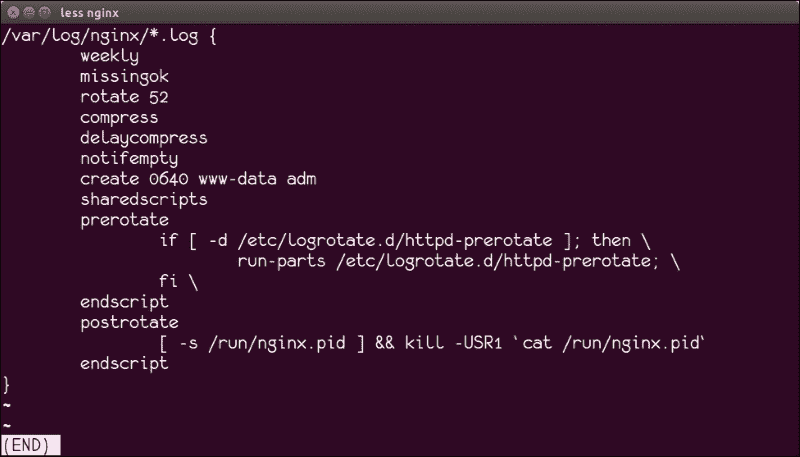 less nginx
/var/log/nginx/*.log {
        weekly
        missingok
        rotate 52
        compress
        delaycompress
        notifempty
        create 0640 www-data adm
        sharedscripts
        prerotate
                if [ -d /etc/logrotate.d/httpd-prerotate ]; then \
                        run-parts /etc/logrotate.d/httpd-prerotate; \
                fi \
        endscript
        postrotate
                [ -s /run/nginx.pid ] && kill -USR1 `cat /run/nginx.pid`
        endscript
}
~
~
(END)